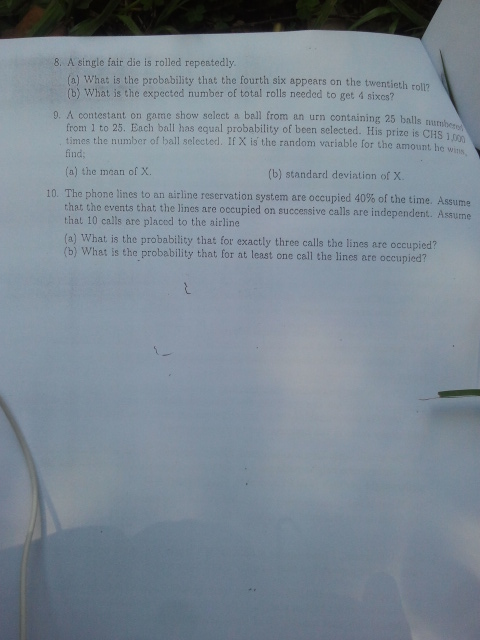 8. A single fair die is rolled repeatedly.
(a) What is the probability that the fourth six appears on the twentieth roll?
(b) What is the expected number of total rolls needed to get 4 sixes?
9. A contestant on game show select a ball from an urn containing 25 balls numbered
from 1 to 25. Each ball has equal probability of been selected. His prize is CHS 1,000
times the number of ball selected. If X is the random variable for the amount he wins,
find;
(a) the mean of X.
(b) standard deviation of X.
10. The phone lines to an airline reservation system are occupied 40% of the time. Assume
that the events that the lines are occupied on successive calls are independent. Assume
that 10 calls are placed to the airline
(a) What is the probability that for exactly three calls the lines are occupied?
(b) What is the probability that for at least one call the lines are occupied?